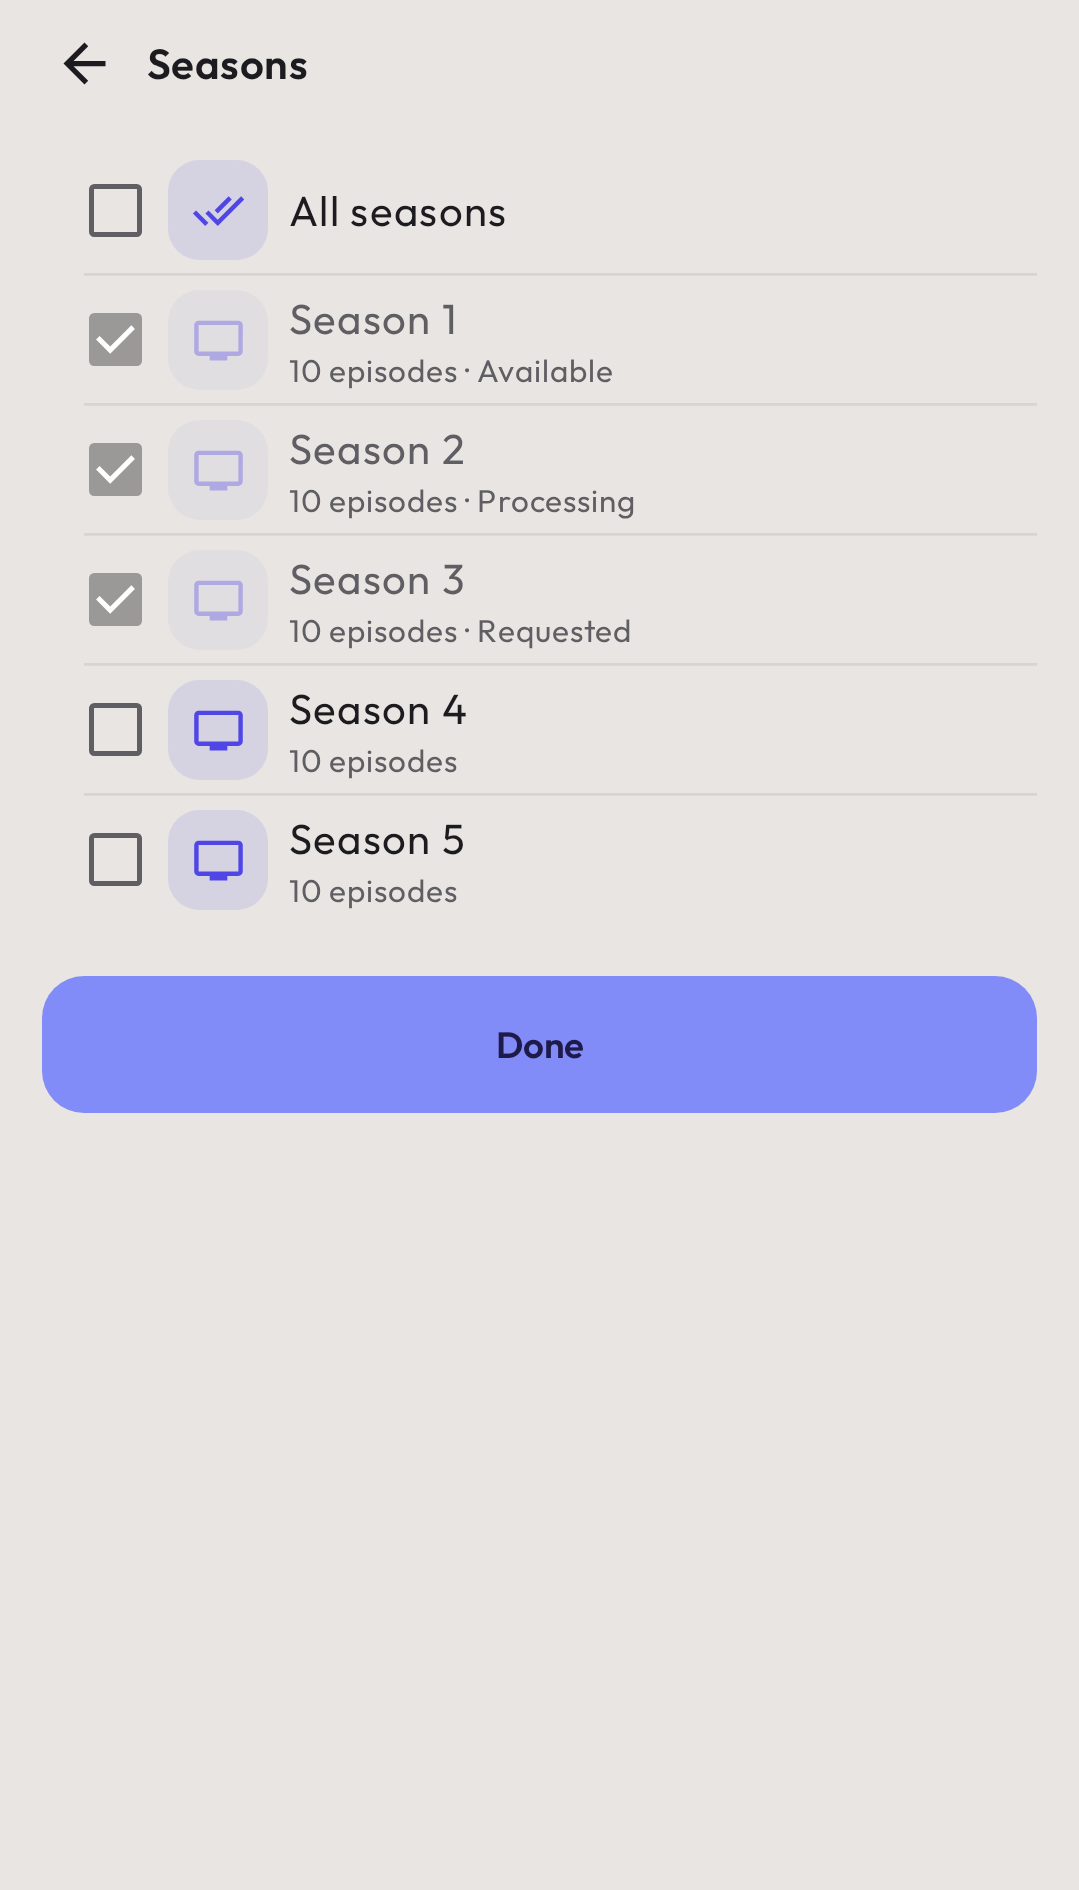 Seasons
All seasons
Season 1
10 episodes · Available
Season 2
10 episodes · Processing
Season 3
10 episodes · Requested
Season 4
10 episodes
Season 5
10 episodes
Done